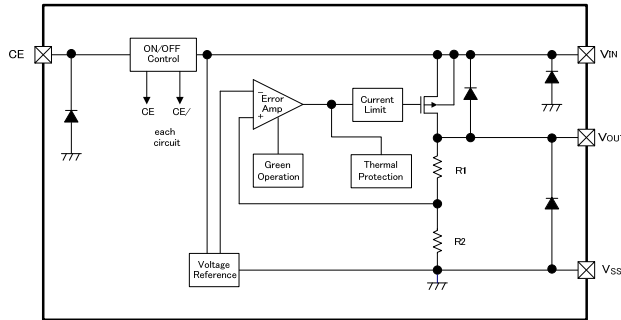 CE
ON/OFF
Control
VIN
CE
CE/
each
circuit
−
Error
Amp
+
Current
Limit
VOUT
Green
Operation
Thermal
Protection
R1
R2
Voltage
Reference
VSS